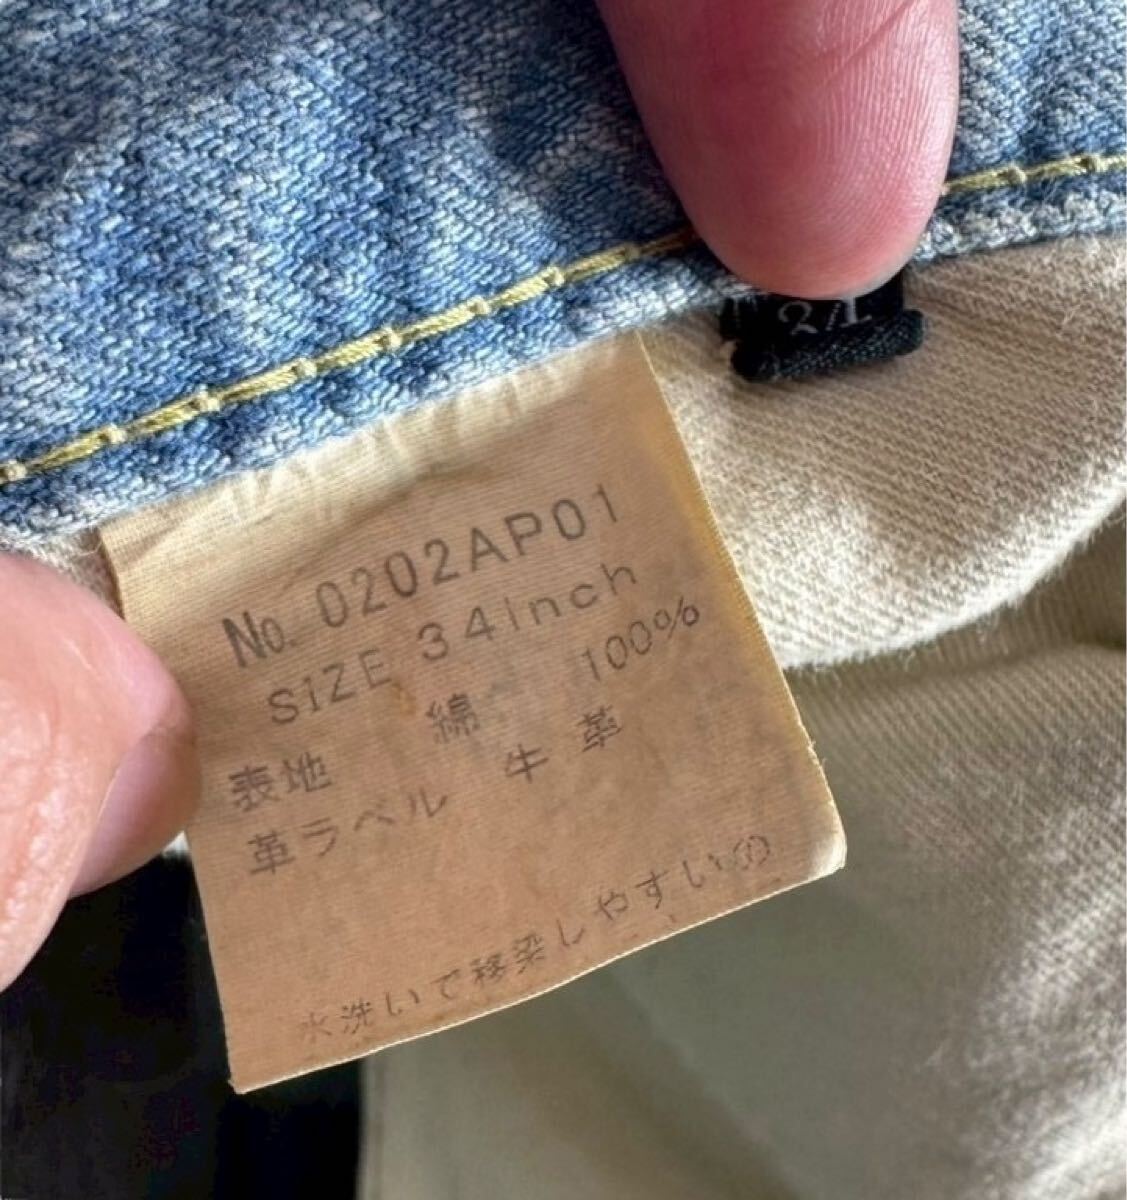 No. 0202AP01
SIZE 34inch
表地 綿 100%
革ラベル 牛革
水洗いで移染しやすいの